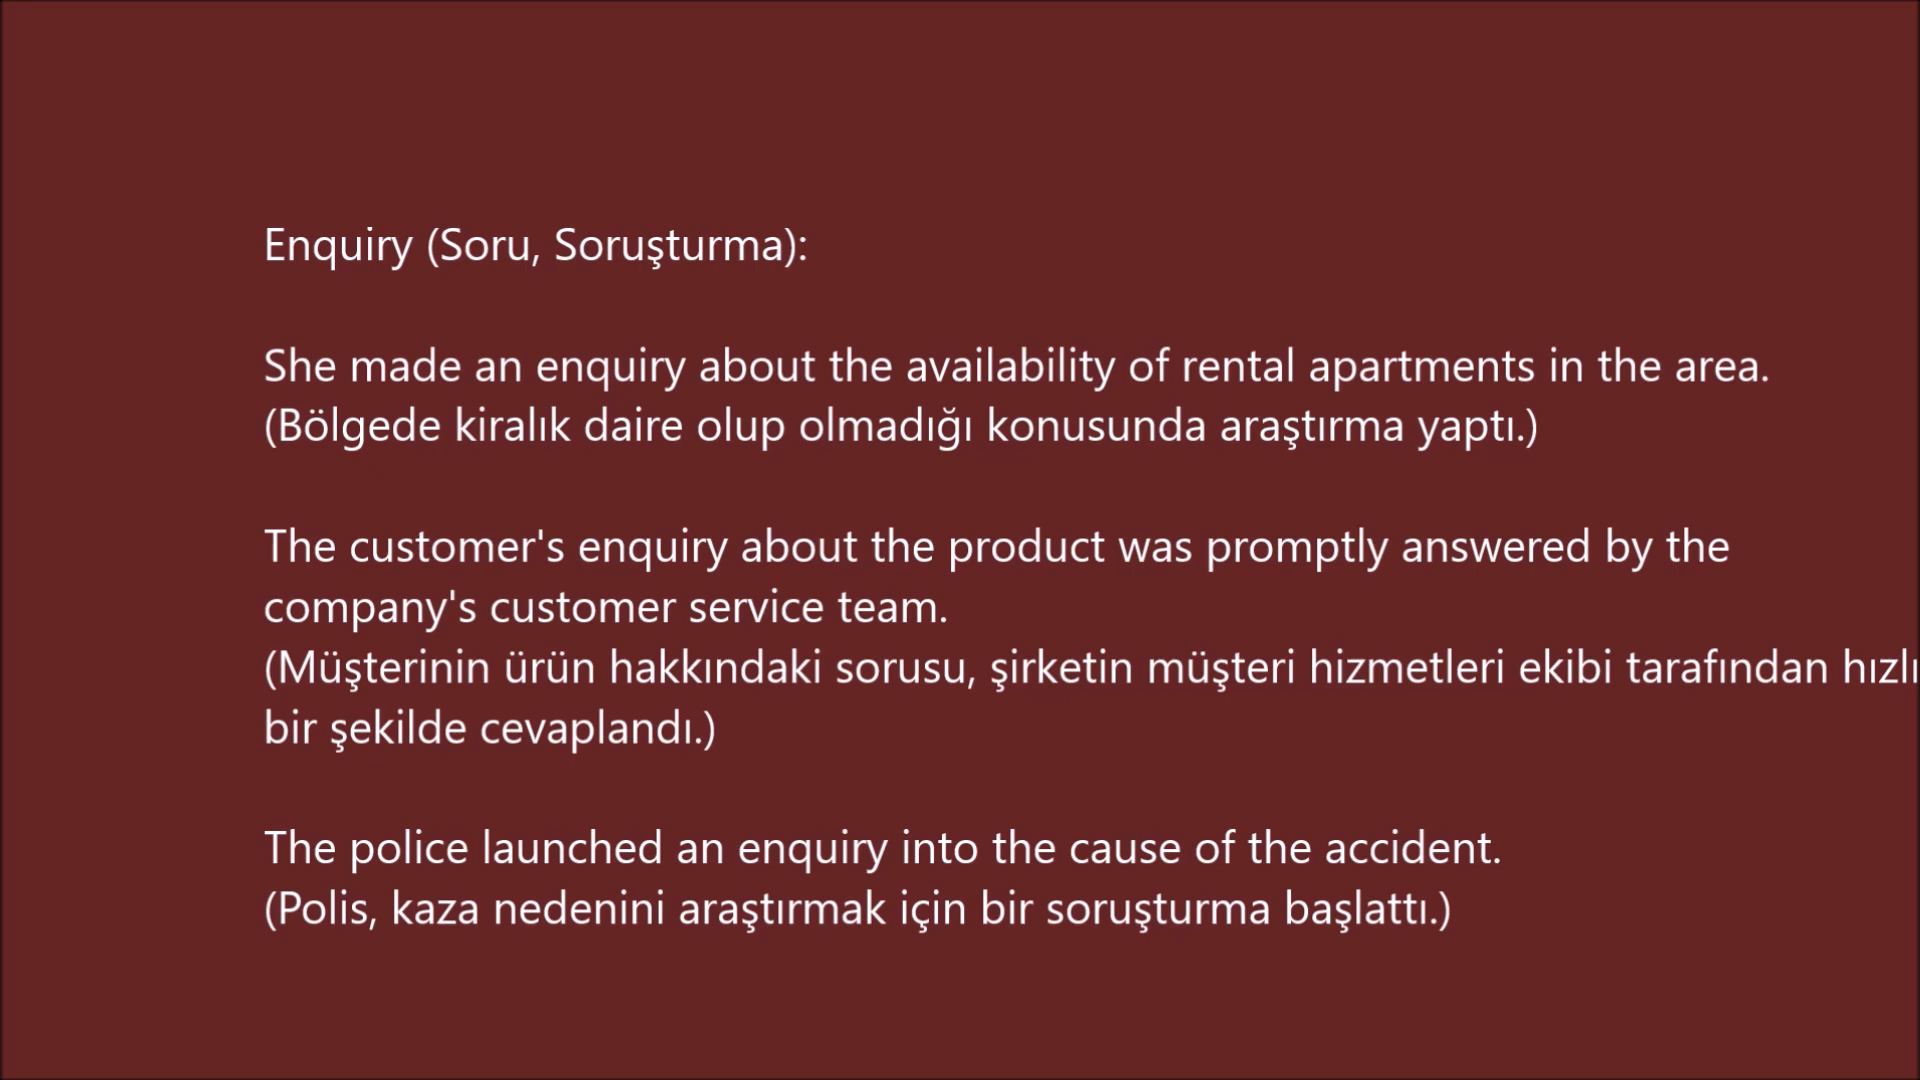 Enquiry (Soru, Soruşturma):
She made an enquiry about the availability of rental apartments in the area.
(Bölgede kiralık daire olup olmadığı konusunda araştırma yaptı.)
The customer's enquiry about the product was promptly answered by the
company's customer service team.
(Müşterinin ürün hakkındaki sorusu, şirketin müşteri hizmetleri ekibi tarafından hızlı
bir şekilde cevaplandı.)
The police launched an enquiry into the cause of the accident.
(Polis, kaza nedenini araştırmak için bir soruşturma başlattı.)